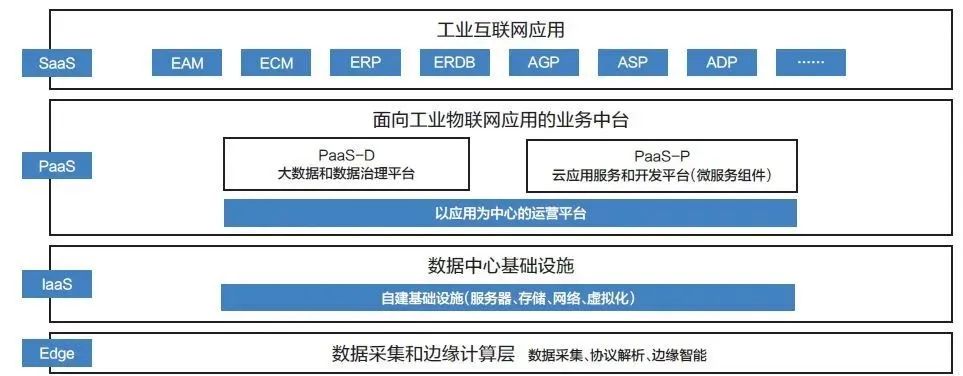 工业互联网应用
SaaS
EAM
ECM
ERP
ERDB
AGP
ASP
ADP
……
面向工业物联网应用的业务中台
PaaS
PaaS-D
大数据和数据治理平台
PaaS-P
云应用服务和开发平台(微服务组件)
以应用为中心的运营平台
数据中心基础设施
IaaS
自建基础设施(服务器、存储、网络、虚拟化)
Edge
数据采集和边缘计算层 数据采集、协议解析、边缘智能